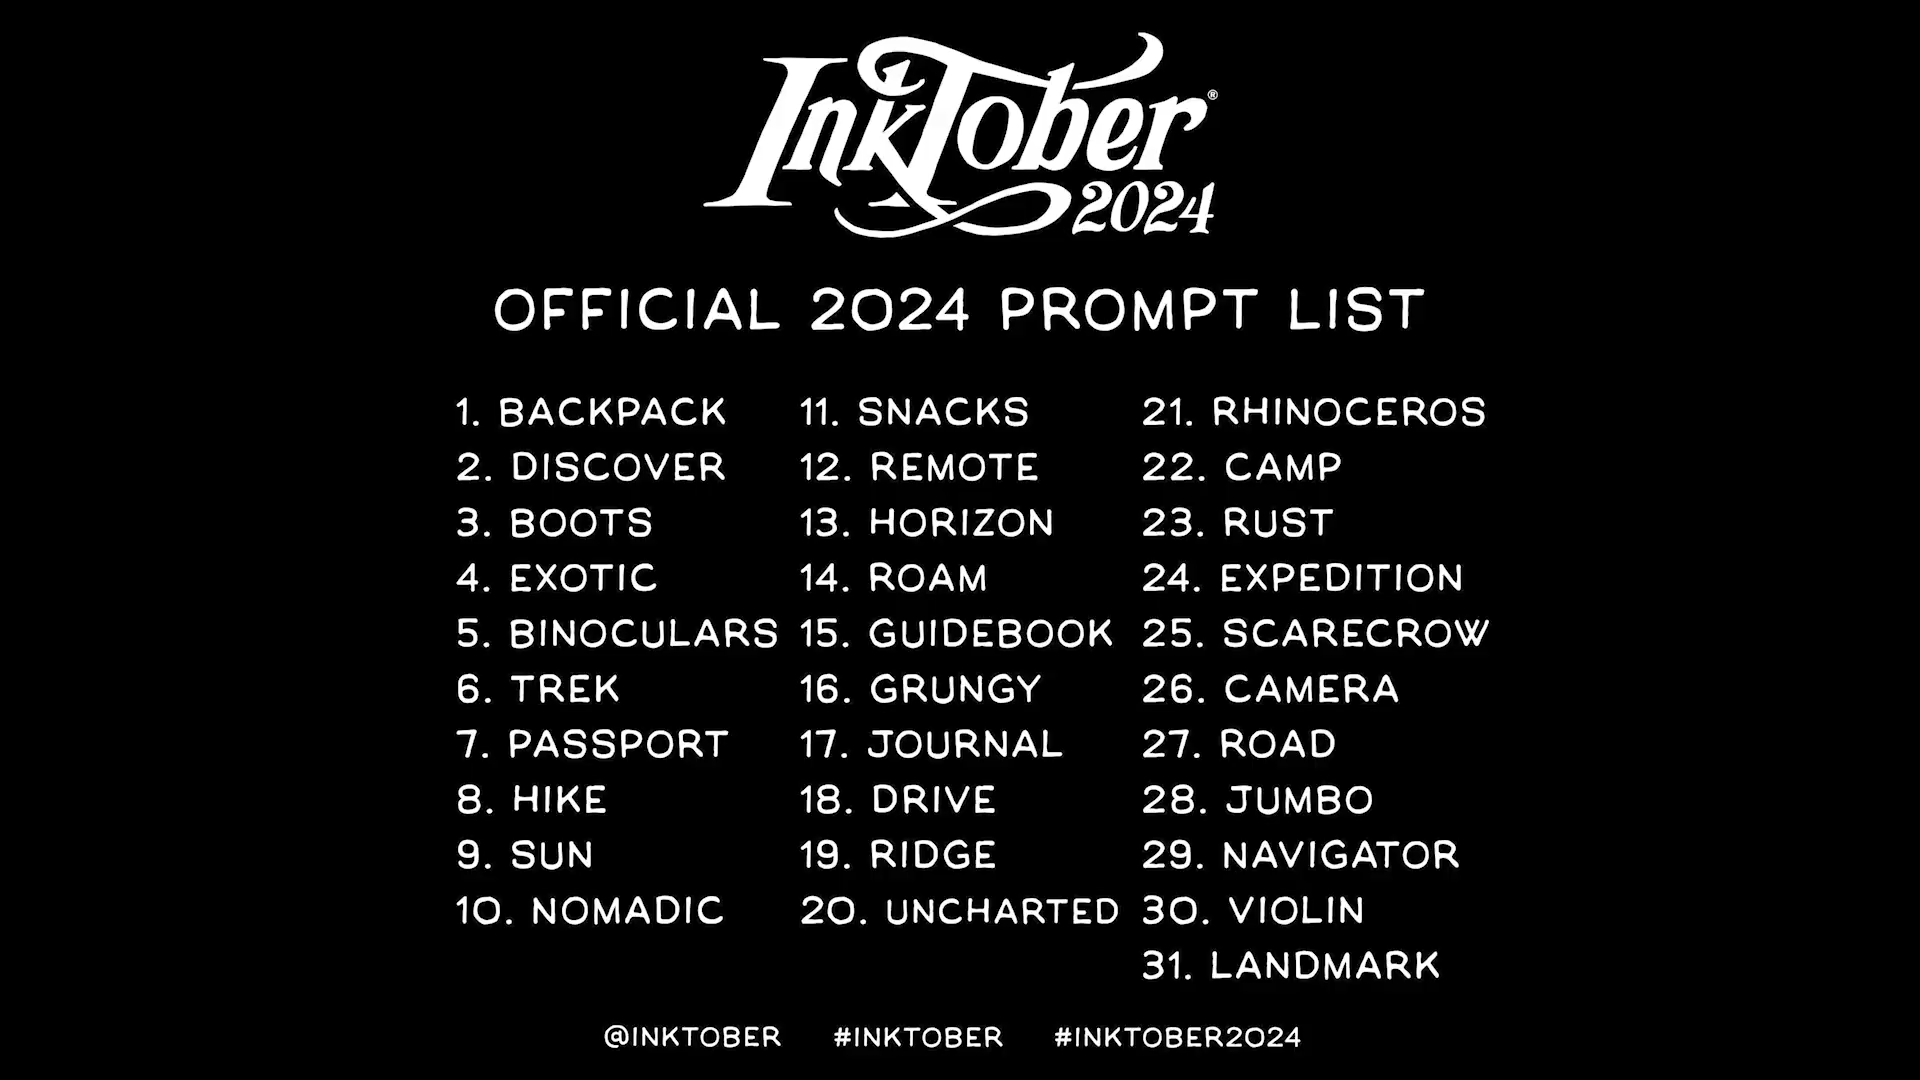 InkTober®
2024
OFFICIAL 2024 PROMPT LIST
1. BACKPACK
2. DISCOVER
3. BOOTS
4. EXOTIC
5. BINOCULARS
6. TREK
7. PASSPORT
8. HIKE
9. SUN
10. NOMADIC
11. SNACKS
12. REMOTE
13. HORIZON
14. ROAM
15. GUIDEBOOK
16. GRUNGY
17. JOURNAL
18. DRIVE
19. RIDGE
20. UNCHARTED
21. RHINOCEROS
22. CAMP
23. RUST
24. EXPEDITION
25. SCARECROW
26. CAMERA
27. ROAD
28. JUMBO
29. NAVIGATOR
30. VIOLIN
31. LANDMARK
@INKTOBER #INKTOBER #INKTOBER2024